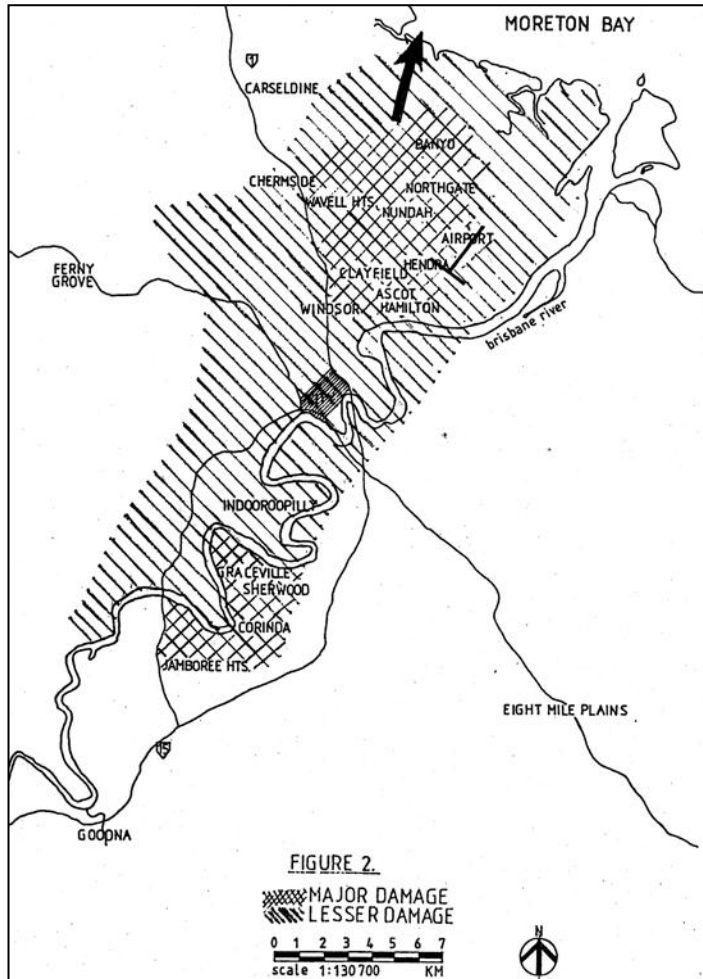 MORETON BAY
1
CARSELDINE
BANYO
CHERMSIDE
NORTHGATE
WAVELL HTS.
NUNDAH
AIRPORT
FERNY
GROVE
HENDRA
CLAYFIELD
ASCOT
WINDSOR
HAMILTON
brisbane river
INDOOROOPILLY
GRACEVILLE
SHERWOOD
CORINDA
JAMBOREE HTS.
EIGHT MILE PLAINS
15
GOODNA
FIGURE 2.
MAJOR DAMAGE
LESSER DAMAGE
0 1 2 3 4 5 6 7
scale 1:130 700 KM
N